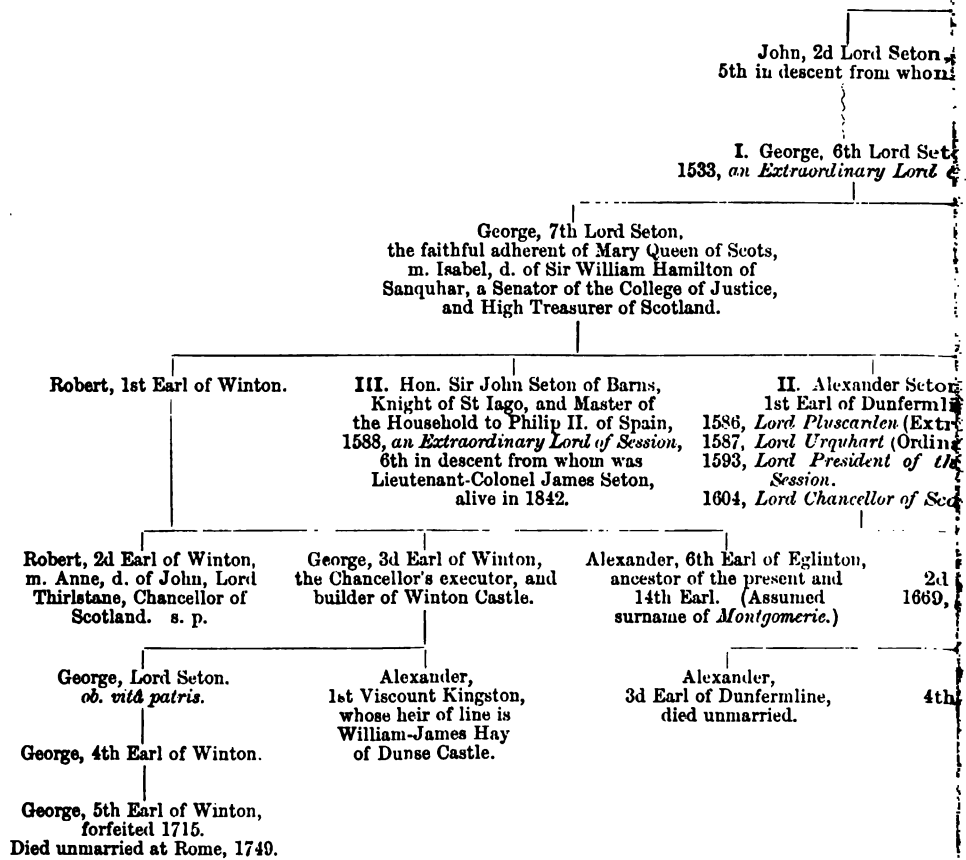 John, 2d Lord Seton,
5th in descent from whom
I. George, 6th Lord
1533, an Extraordinary Lord
George, 7th Lord Seton,
the faithful adherent of Mary Queen of Scots,
m. Isabel, d. of Sir William Hamilton of
Sanquhar, a Senator of the College of Justice,
and High Treasurer of Scotland.
Robert, 1st Earl of Winton.
III. Hon. Sir John Seton of Barns,
Knight of St Iago, and Master of
the Household to Philip II. of Spain,
1588, an Extraordinary Lord of Session,
6th in descent from whom was
Lieutenant-Colonel James Seton,
alive in 1842.
II. Alexander Seton
1st Earl of
1586, Lord Pluscarden
1587, Lord Urquhart
1593, Lord President of
Session.
1604, Lord Chancellor of
Robert, 2d Earl of Winton,
m. Anne, d. of John, Lord
Thirlstane, Chancellor of
Scotland. s. p.
George, 3d Earl of Winton,
the Chancellor's executor, and
builder of Winton Castle.
Alexander, 6th Earl of Eglinton,
ancestor of the present and
14th Earl. (Assumed
surname of Montgomerie.)
2d
1669,
George, Lord Seton.
ob. vitâ patris.
Alexander,
1st Viscount Kingston,
whose heir of line is
William-James Hay
of Dunse Castle.
Alexander,
3d Earl of Dunfermline,
died unmarried.
4th
George, 4th Earl of Winton.
George, 5th Earl of Winton,
forfeited 1715.
Died unmarried at Rome, 1749.